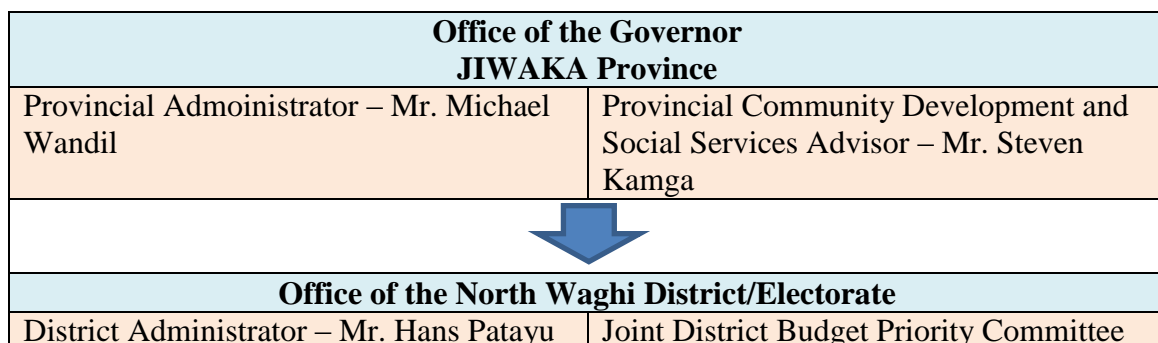 Office of the Governor
JIWAKA Province
Provincial Admoinistrator – Mr. Michael
Wandil
Provincial Community Development and
Social Services Advisor – Mr. Steven
Kamga
Office of the North Waghi District/Electorate
District Administrator – Mr. Hans Patayu
Joint District Budget Priority Committee